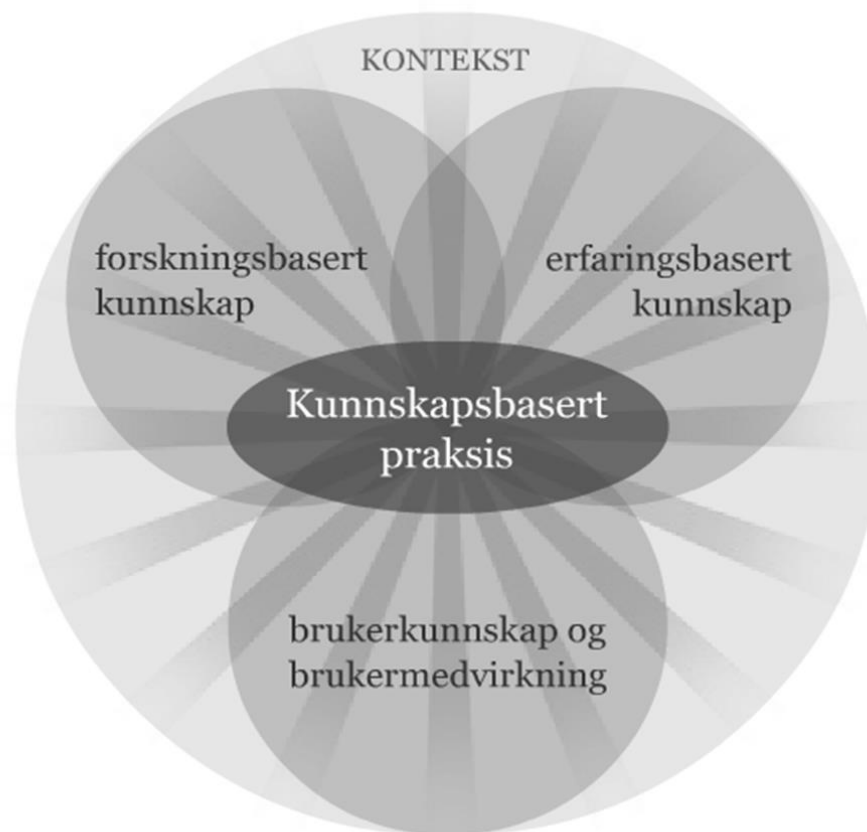 KONTEKST
forskningsbasert
kunnskap
erfaringsbasert
kunnskap
Kunnskapsbasert
praksis
brukerkunnskap og
brukermedvirkning